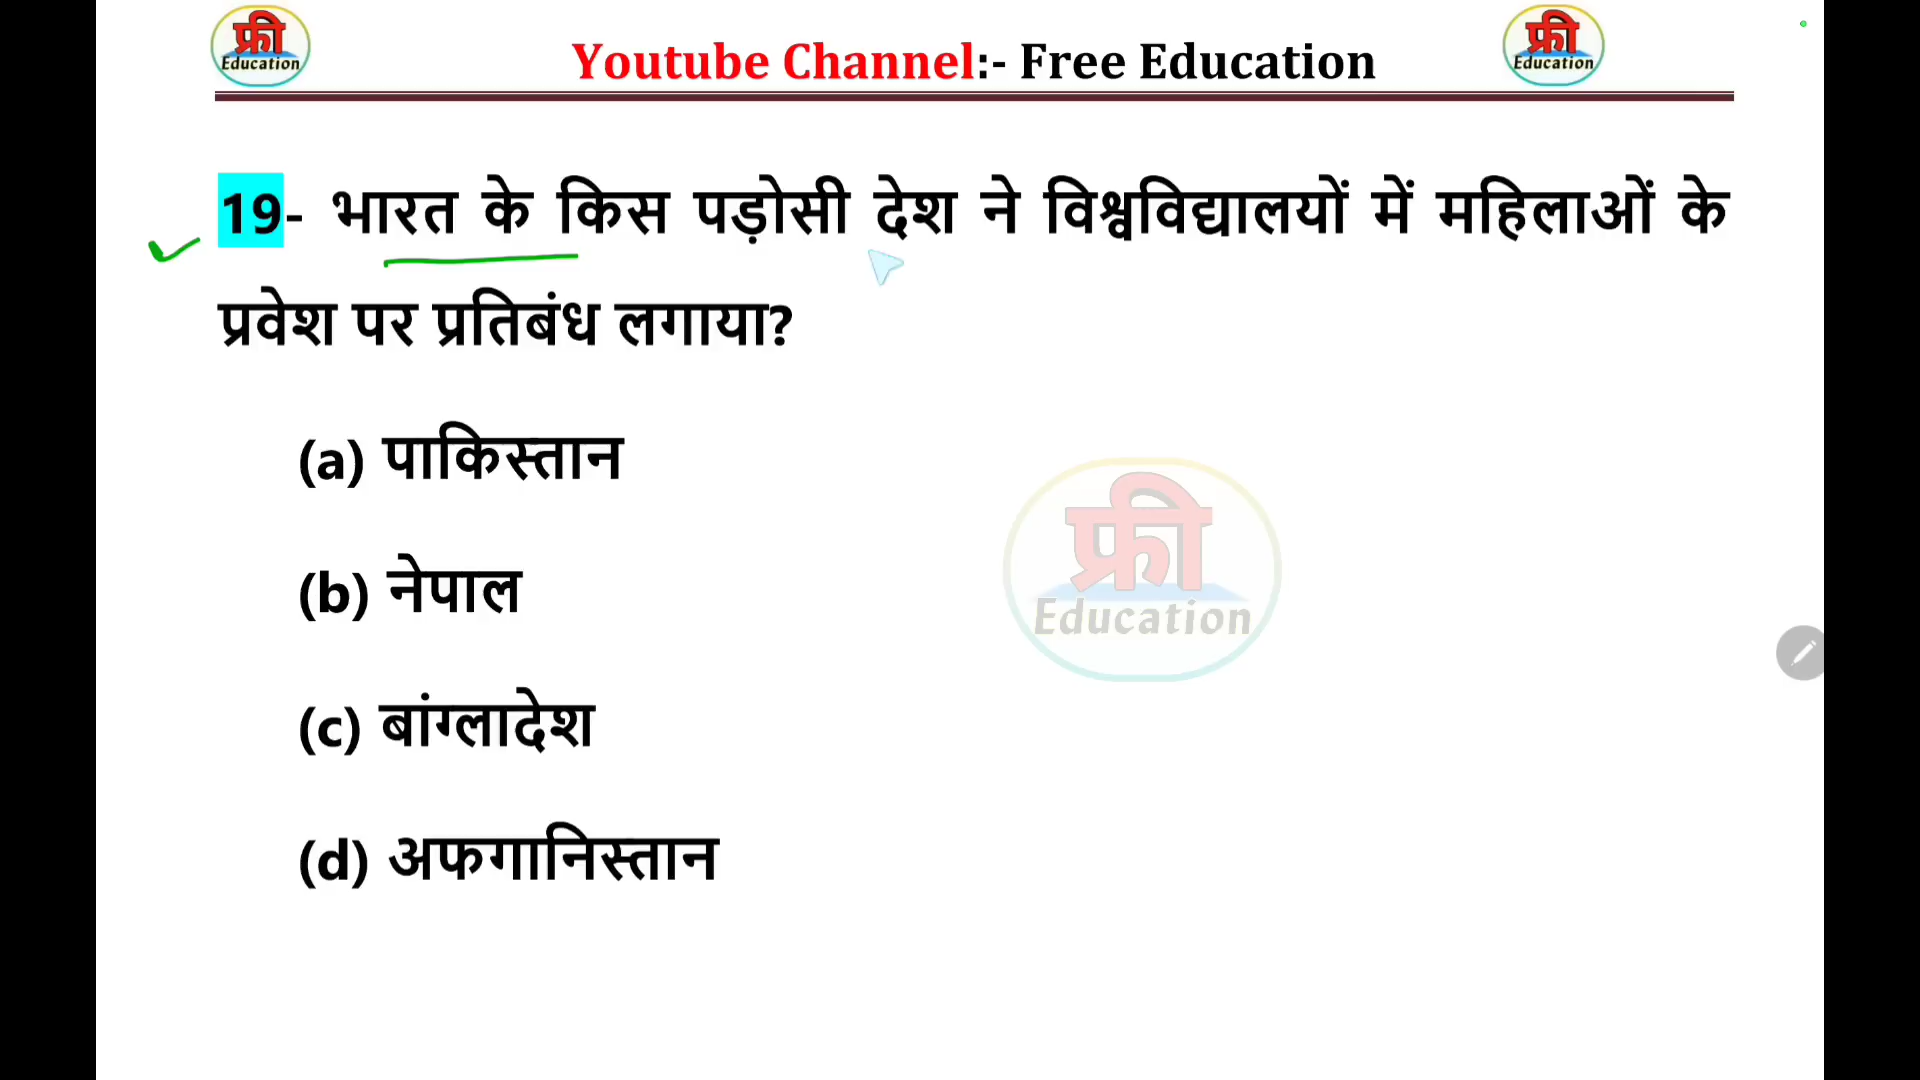 फ्री
Education
Youtube Channel:- Free Education
फ्री
Education
19- भारत के किस पड़ोसी देश ने विश्वविद्यालयों में महिलाओं के
प्रवेश पर प्रतिबंध लगाया?
(a) पाकिस्तान
फ्री
Education
(b) नेपाल
(c) बांग्लादेश
(d) अफगानिस्तान